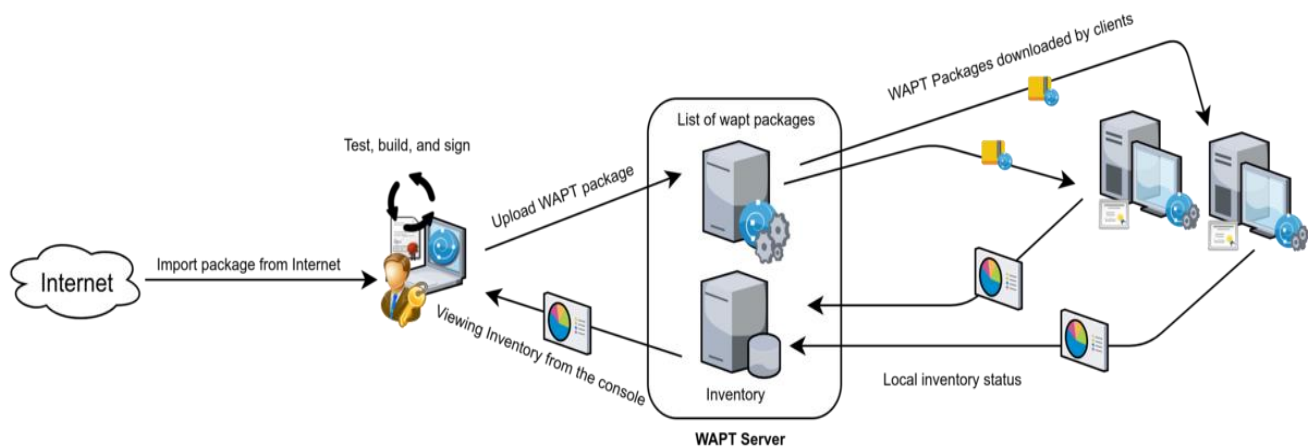 WAPT Packages downloaded by clients
List of wapt packages
Test, build, and sign
Upload WAPT package
Internet
Import package from Internet
Viewing Inventory from the console
Inventory
Local inventory status
WAPT Server